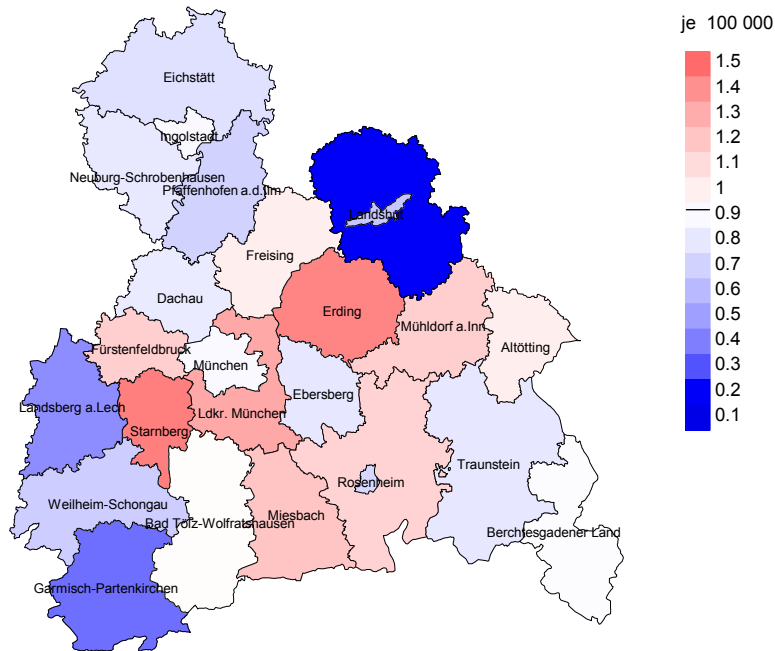 je 100 000
1.5
1.4
1.3
1.2
1.1
1
0.9
0.8
0.7
0.6
0.5
0.4
0.3
0.2
0.1
Eichstätt
Ingolstadt
Neuburg-Schrobenhausen
Pfaffenhofen a.d.Ilm
Landshut
Freising
Dachau
Erding
Mühldorf a.Inn
Altötting
Fürstenfeldbruck
München
Ebersberg
Landsberg a.Lech
Ldkr. München
Starnberg
Traunstein
Rosenheim
Weilheim-Schongau
Miesbach
Bad Tölz-Wolfratshausen
Berchtesgadener Land
Garmisch-Partenkirchen